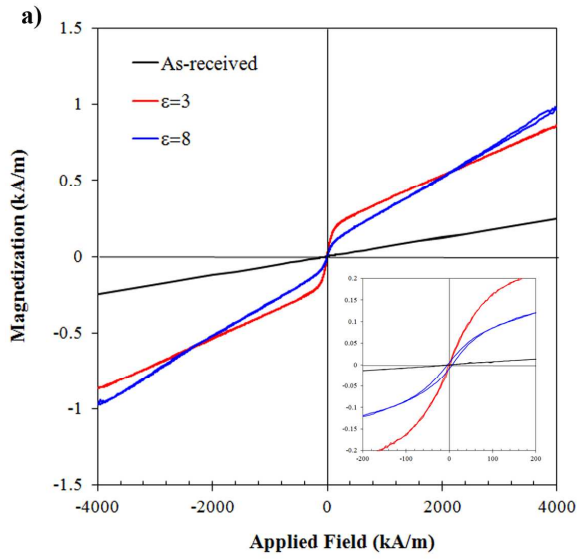 a)
1.5
As-received
ε=3
1
ε=8
0.5
Magnetization (kA/m)
0
-0.5
-1
-1.5
-4000 -2000 0 2000 4000
Applied Field (kA/m)
0.2
0.15
0.1
0.05
0
-0.05
-0.1
-0.15
-0.2
-200 -100 0 100 200